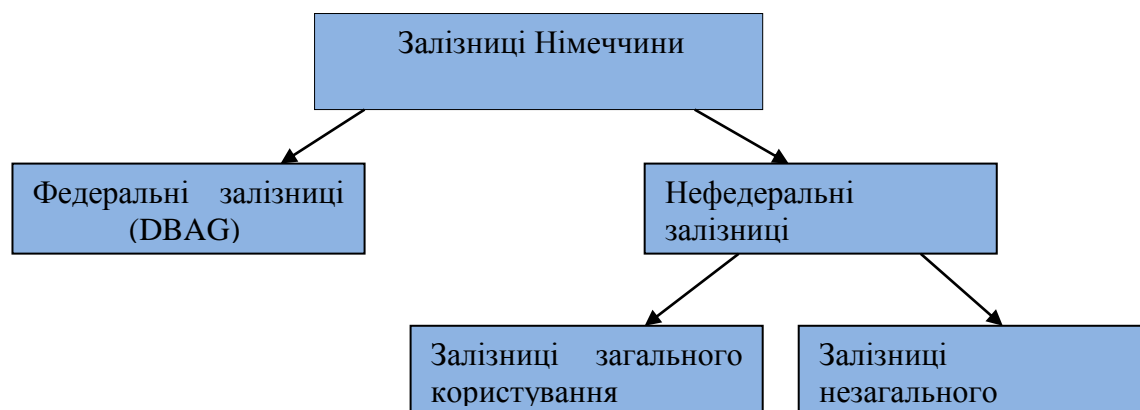 Залізниці Німеччини
Федеральні залізниці
(DBAG)
Нефедеральні
залізниці
Залізниці загального
користування
Залізниці
незагального